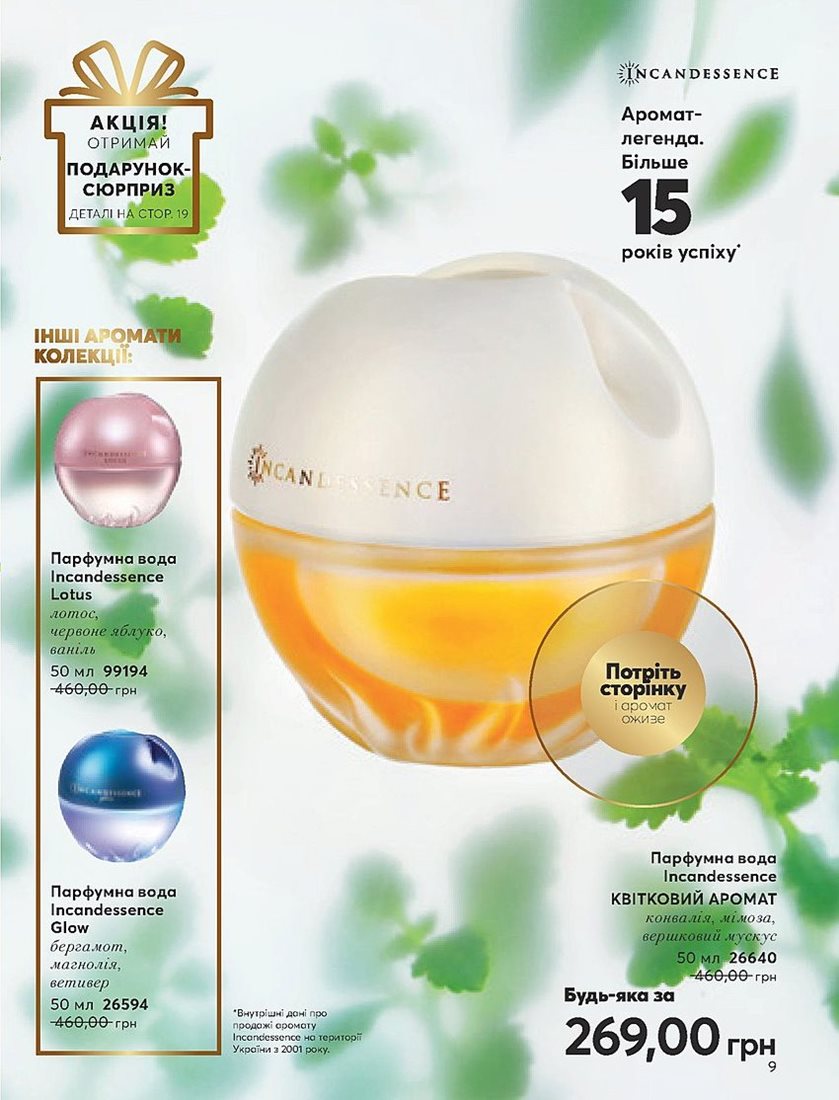 АКЦІЯ!
ОТРИМАЙ
ПОДАРУНОК-
СЮРПРИЗ
ДЕТАЛІ НА СТОР. 19
INCANDESSENCE
Аромат-
легенда.
Більше
15
років успіху*
ІНШІ АРОМАТИ
КОЛЕКЦІЇ:
INCANDESSENCE
LOTUS
Парфумна вода
Incandessence
Lotus
лотос,
червоне яблуко,
ваніль
50 мл 99194
460,00 грн
INCANDESSENCE
Парфумна вода
Incandessence
Glow
бергамот,
магнолія,
ветивер
50 мл 26594
460,00 грн
INCANDESSENCE
Потріть
сторінку
і аромат
оживе
Парфумна вода
Incandessence
КВІТКОВИЙ АРОМАТ
конвалія, мімоза,
вершковий мускус
50 мл 26640
460,00 грн
Будь-яка за
269,00 грн
*Внутрішні дані про
продажі аромату
Incandessence на території
України з 2001 року.
9